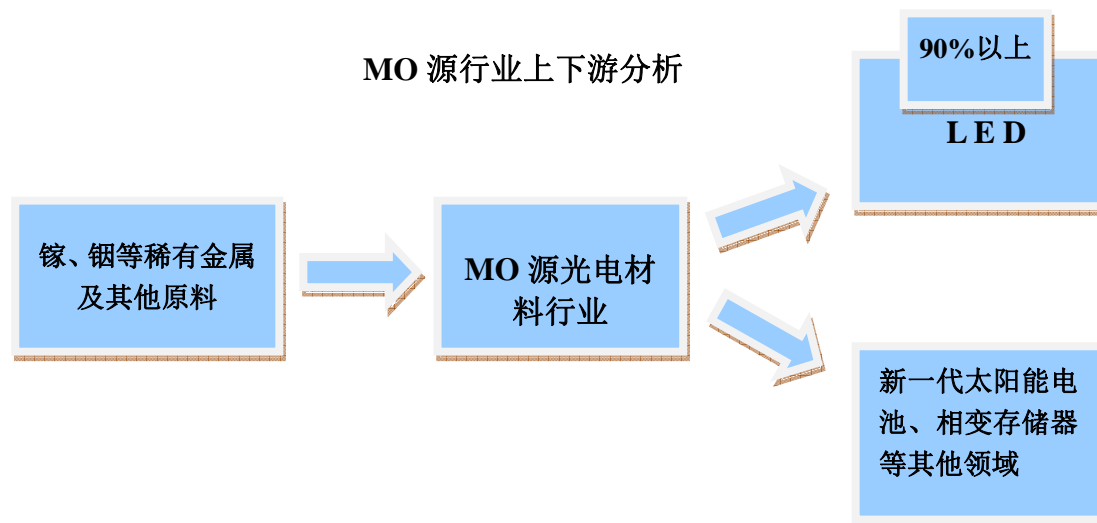 MO 源行业上下游分析
90%以上
L E D
镓、铟等稀有金属
及其他原料
MO 源光电材
料行业
新一代太阳能电
池、相变存储器
等其他领域